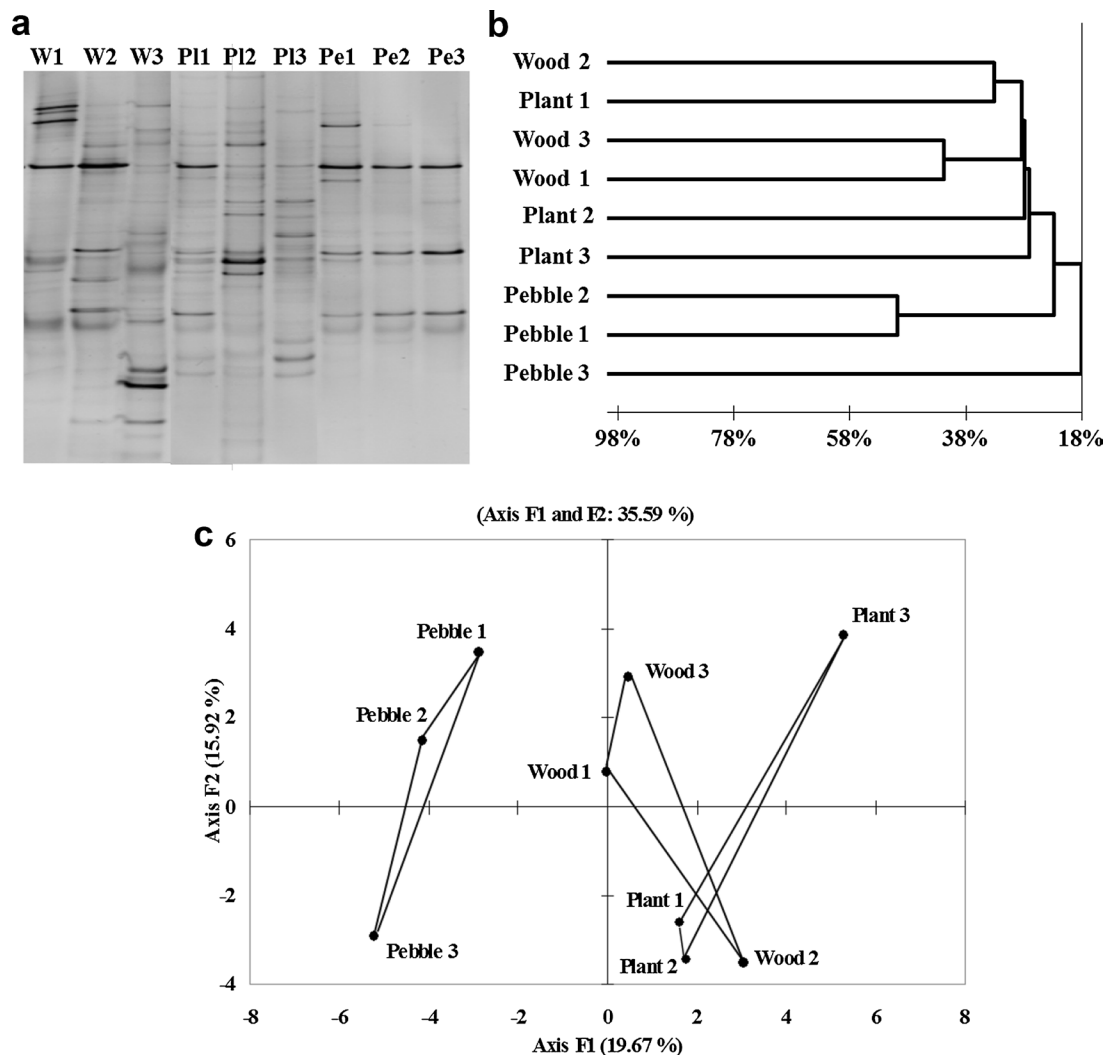 a
W1 W2 W3 Pl1 Pl2 Pl3 Pe1 Pe2 Pe3
b
Wood 2
Plant 1
Wood 3
Wood 1
Plant 2
Plant 3
Pebble 2
Pebble 1
Pebble 3
98% 78% 58% 38% 18%
c
(Axis F1 and F2: 35.59 %)
Axis F2 (15.92 %)
6
4
2
0
-2
-4
Pebble 1
Pebble 2
Pebble 3
Wood 3
Wood 1
Plant 3
Plant 1
Plant 2
Wood 2
-8 -6 -4 -2 0 2 4 6 8
Axis F1 (19.67 %)